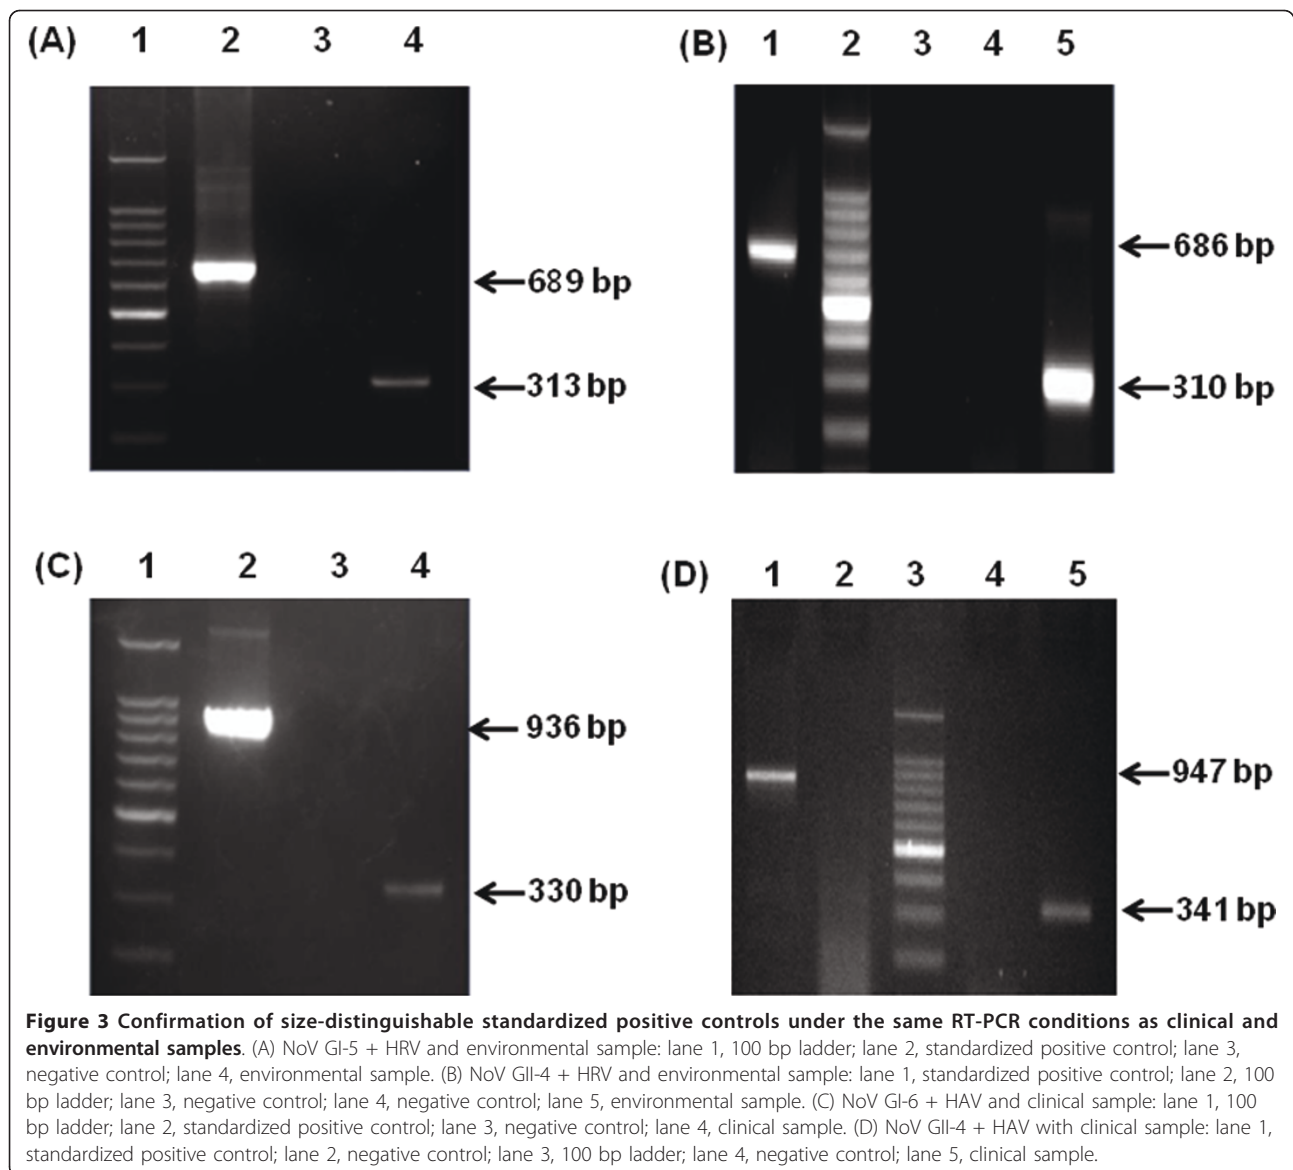 (A) 1 2 3 4
689 bp
313 bp
(B) 1 2 3 4 5
686 bp
310 bp
(C) 1 2 3 4
936 bp
330 bp
(D) 1 2 3 4 5
947 bp
341 bp
Figure 3 Confirmation of size-distinguishable standardized positive controls under the same RT-PCR conditions as clinical and
environmental samples. (A) NoV GI-5 + HRV and environmental sample: lane 1, 100 bp ladder; lane 2, standardized positive control; lane 3,
negative control; lane 4, environmental sample. (B) NoV GII-4 + HRV and environmental sample: lane 1, standardized positive control; lane 2, 100
bp ladder; lane 3, negative control; lane 4, negative control; lane 5, environmental sample. (C) NoV GI-6 + HAV and clinical sample: lane 1, 100
bp ladder; lane 2, standardized positive control; lane 3, negative control; lane 4, clinical sample. (D) NoV GII-4 + HAV with clinical sample: lane 1,
standardized positive control; lane 2, negative control; lane 3, 100 bp ladder; lane 4, negative control; lane 5, clinical sample.